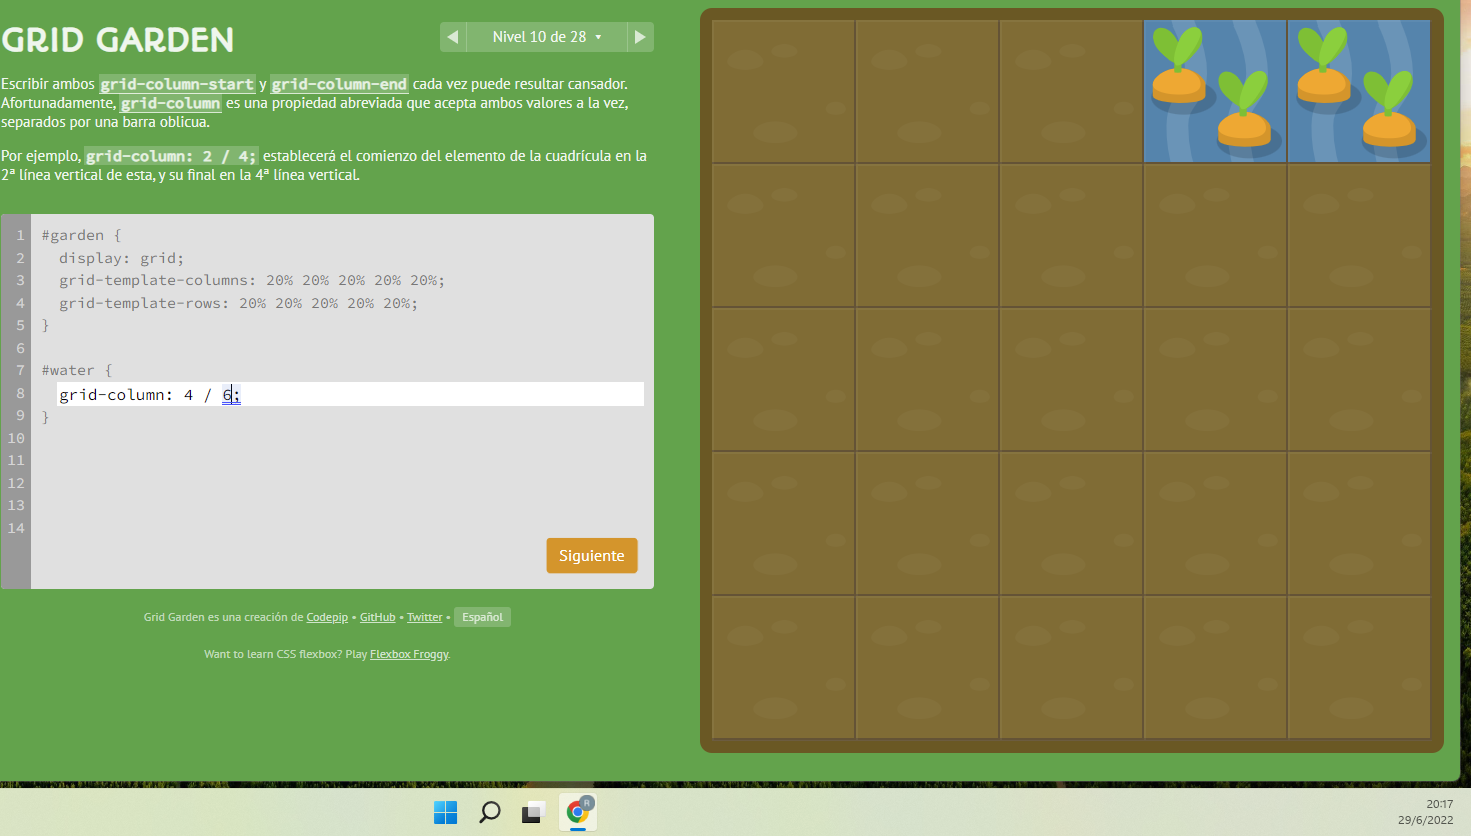 GRID GARDEN
Nivel 10 de 28
Escribir ambos grid-column-start y grid-column-end cada vez puede resultar cansador.
Afortunadamente, grid-column es una propiedad abreviada que acepta ambos valores a la vez,
separados por una barra oblicua.
Por ejemplo, grid-column: 2 / 4; establecerá el comienzo del elemento de la cuadrícula en la
2ª línea vertical de esta, y su final en la 4ª línea vertical.
1 #garden {
2 display: grid;
3 grid-template-columns: 20% 20% 20% 20% 20%;
4 grid-template-rows: 20% 20% 20% 20% 20%;
5 }
6
7 #water {
8 grid-column: 4 / 6;
9 }
10
11
12
13
14
Siguiente
Grid Garden es una creación de Codepip • GitHub • Twitter • Español
Want to learn CSS flexbox? Play Flexbox Froggy.
R
20:17
29/6/2022